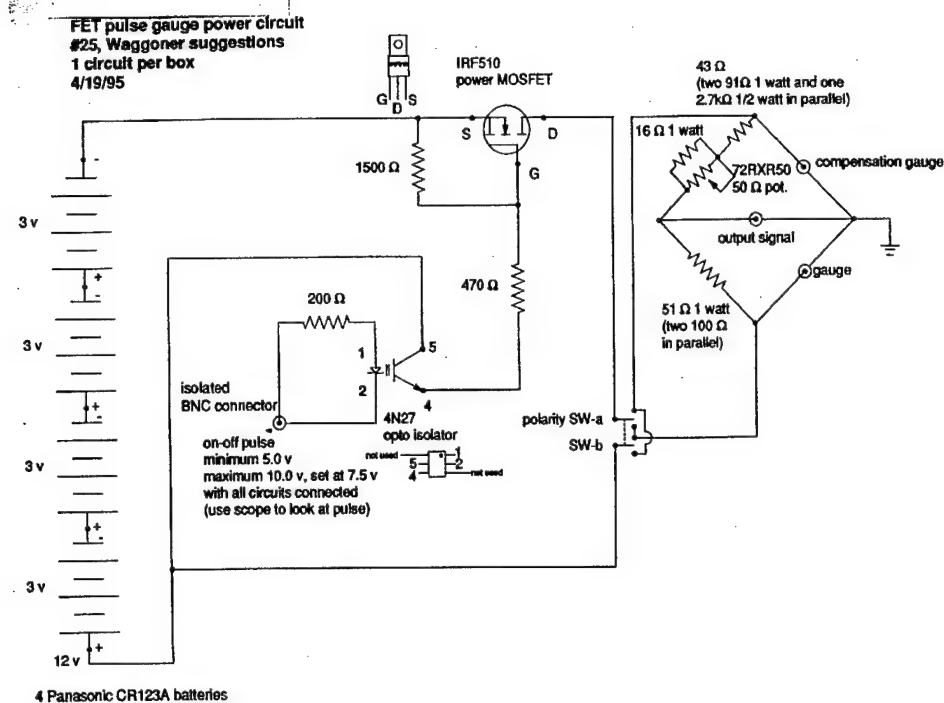 FET pulse gauge power circuit
#25, Waggoner suggestions
1 circuit per box
4/19/95
G D S
IRF510
power MOSFET
S
D
G
43 Ω
(two 91Ω 1 watt and one
2.7kΩ 1/2 watt in parallel)
16 Ω 1 watt
72RXR50
50 Ω pot.
compensation gauge
output signal
gauge
51 Ω 1 watt
(two 100 Ω
in parallel)
1500 Ω
470 Ω
200 Ω
-
3 v
+
-
3 v
+
-
3 v
+
-
3 v
+
12 v
1
2
5
4
isolated
BNC connector
on-off pulse
minimum 5.0 v
maximum 10.0 v, set at 7.5 v
with all circuits connected
(use scope to look at pulse)
4N27
opto isolator
not used
1
5
2
4
not used
polarity SW-a
SW-b
4 Panasonic CR123A batteries